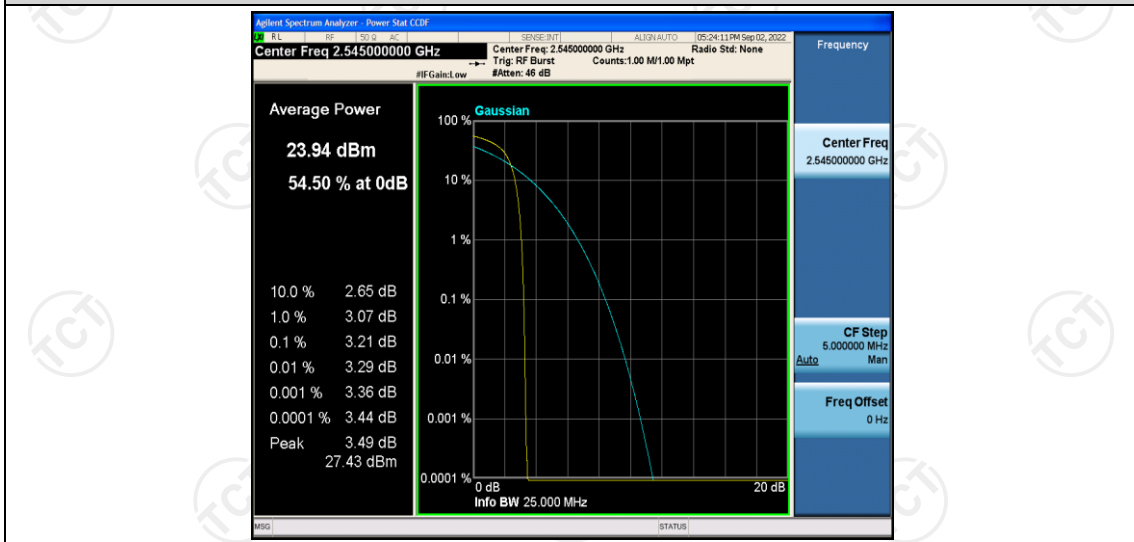 Agilent Spectrum Analyzer - Power Stat CCDF
LXI RL RF 50 Ω AC SENSE:INT ALIGN AUTO 05:24:11 PM Sep 02, 2022
Center Freq 2.545000000 GHz
Center Freq: 2.545000000 GHz Radio Std: None
Trig: RF Burst Counts:1.00 M/1.00 Mpt
#IFGain:Low #Atten: 46 dB
Frequency
Average Power
23.94 dBm
54.50 % at 0dB
10.0 % 2.65 dB
1.0 % 3.07 dB
0.1 % 3.21 dB
0.01 % 3.29 dB
0.001 % 3.36 dB
0.0001 % 3.44 dB
Peak 3.49 dB
27.43 dBm
Gaussian
100 %
10 %
1 %
0.1 %
0.01 %
0.001 %
0.0001 %
0 dB 20 dB
Info BW 25.000 MHz
Center Freq
2.545000000 GHz
CF Step
5.000000 MHz
Auto Man
Freq Offset
0 Hz
MSG STATUS
TCT
TCT
TCT
TCT
TCT
TCT